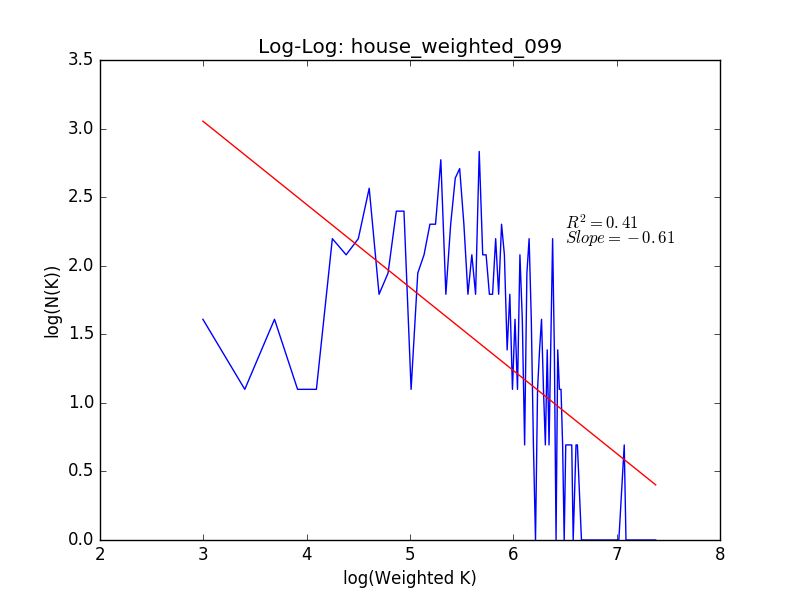 Log-Log: house_weighted_099
3.5
3.0
2.5
2.0
1.5
1.0
0.5
0.0
log(N(K))
R² = 0.41
Slope = −0.61
2 3 4 5 6 7 8
log(Weighted K)